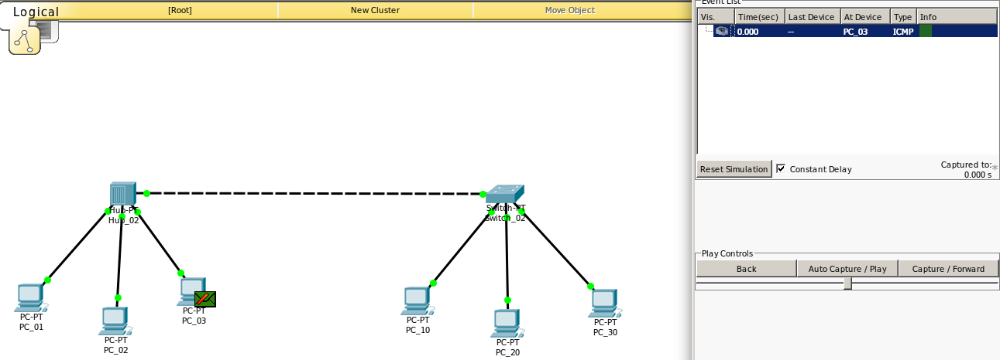 Logical
[Root]
New Cluster
Move Object
Hub-PT
Hub_02
Switch-PT
Switch_02
PC-PT
PC_01
PC-PT
PC_02
PC-PT
PC_03
PC-PT
PC_10
PC-PT
PC_20
PC-PT
PC_30
Event List
Vis. Time(sec) Last Device At Device Type Info
0.000 -- PC_03 ICMP
Reset Simulation Constant Delay
Captured to:*
0.000 s
Play Controls
Back Auto Capture / Play Capture / Forward